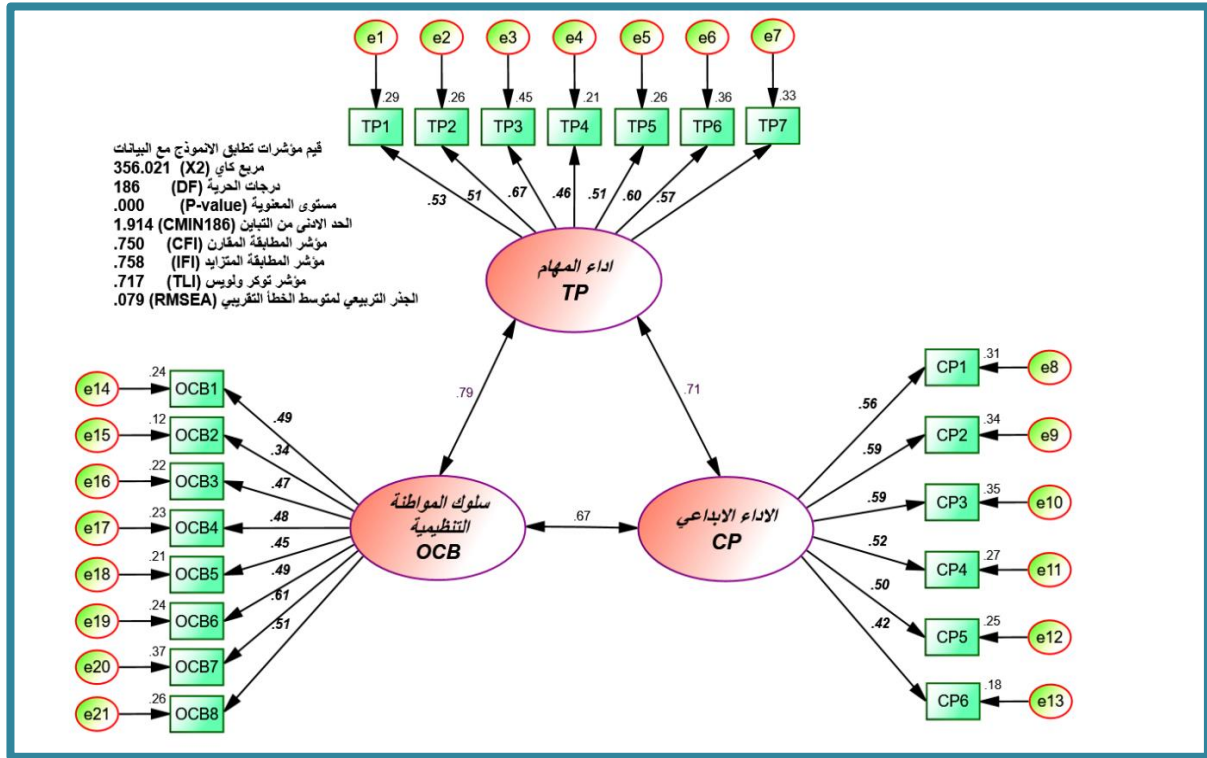 e1 e2 e3 e4 e5 e6 e7
.29 .26 .45 .21 .26 .36 .33
TP1 TP2 TP3 TP4 TP5 TP6 TP7
.53 .51 .67 .46 .51 .60 .57
قيم مؤشرات تطابق الانموذج مع البيانات
مربع كاي (X2) 356.021
درجات الحرية (DF) 186
مستوى المعنوية (P-value) .000
الحد الادنى من التباين (CMIN186) 1.914
مؤشر المطابقة المقارن (CFI) .750
مؤشر المطابقة المتزايد (IFI) .758
مؤشر توكر ولويس (TLI) .717
الجذر التربيعي لمتوسط الخطأ التقريبي (RMSEA) .079
اداء المهام
TP
.79
.71
.67
e14 .24 OCB1 .49
e15 .12 OCB2 .34
e16 .22 OCB3 .47
e17 .23 OCB4 .48
e18 .21 OCB5 .45
e19 .24 OCB6 .49
e20 .37 OCB7 .61
e21 .26 OCB8 .51
سلوك المواطنة
التنظيمية
OCB
الاداء الابداعي
CP
.56 CP1 .31 e8
.59 CP2 .34 e9
.59 CP3 .35 e10
.52 CP4 .27 e11
.50 CP5 .25 e12
.42 CP6 .18 e13